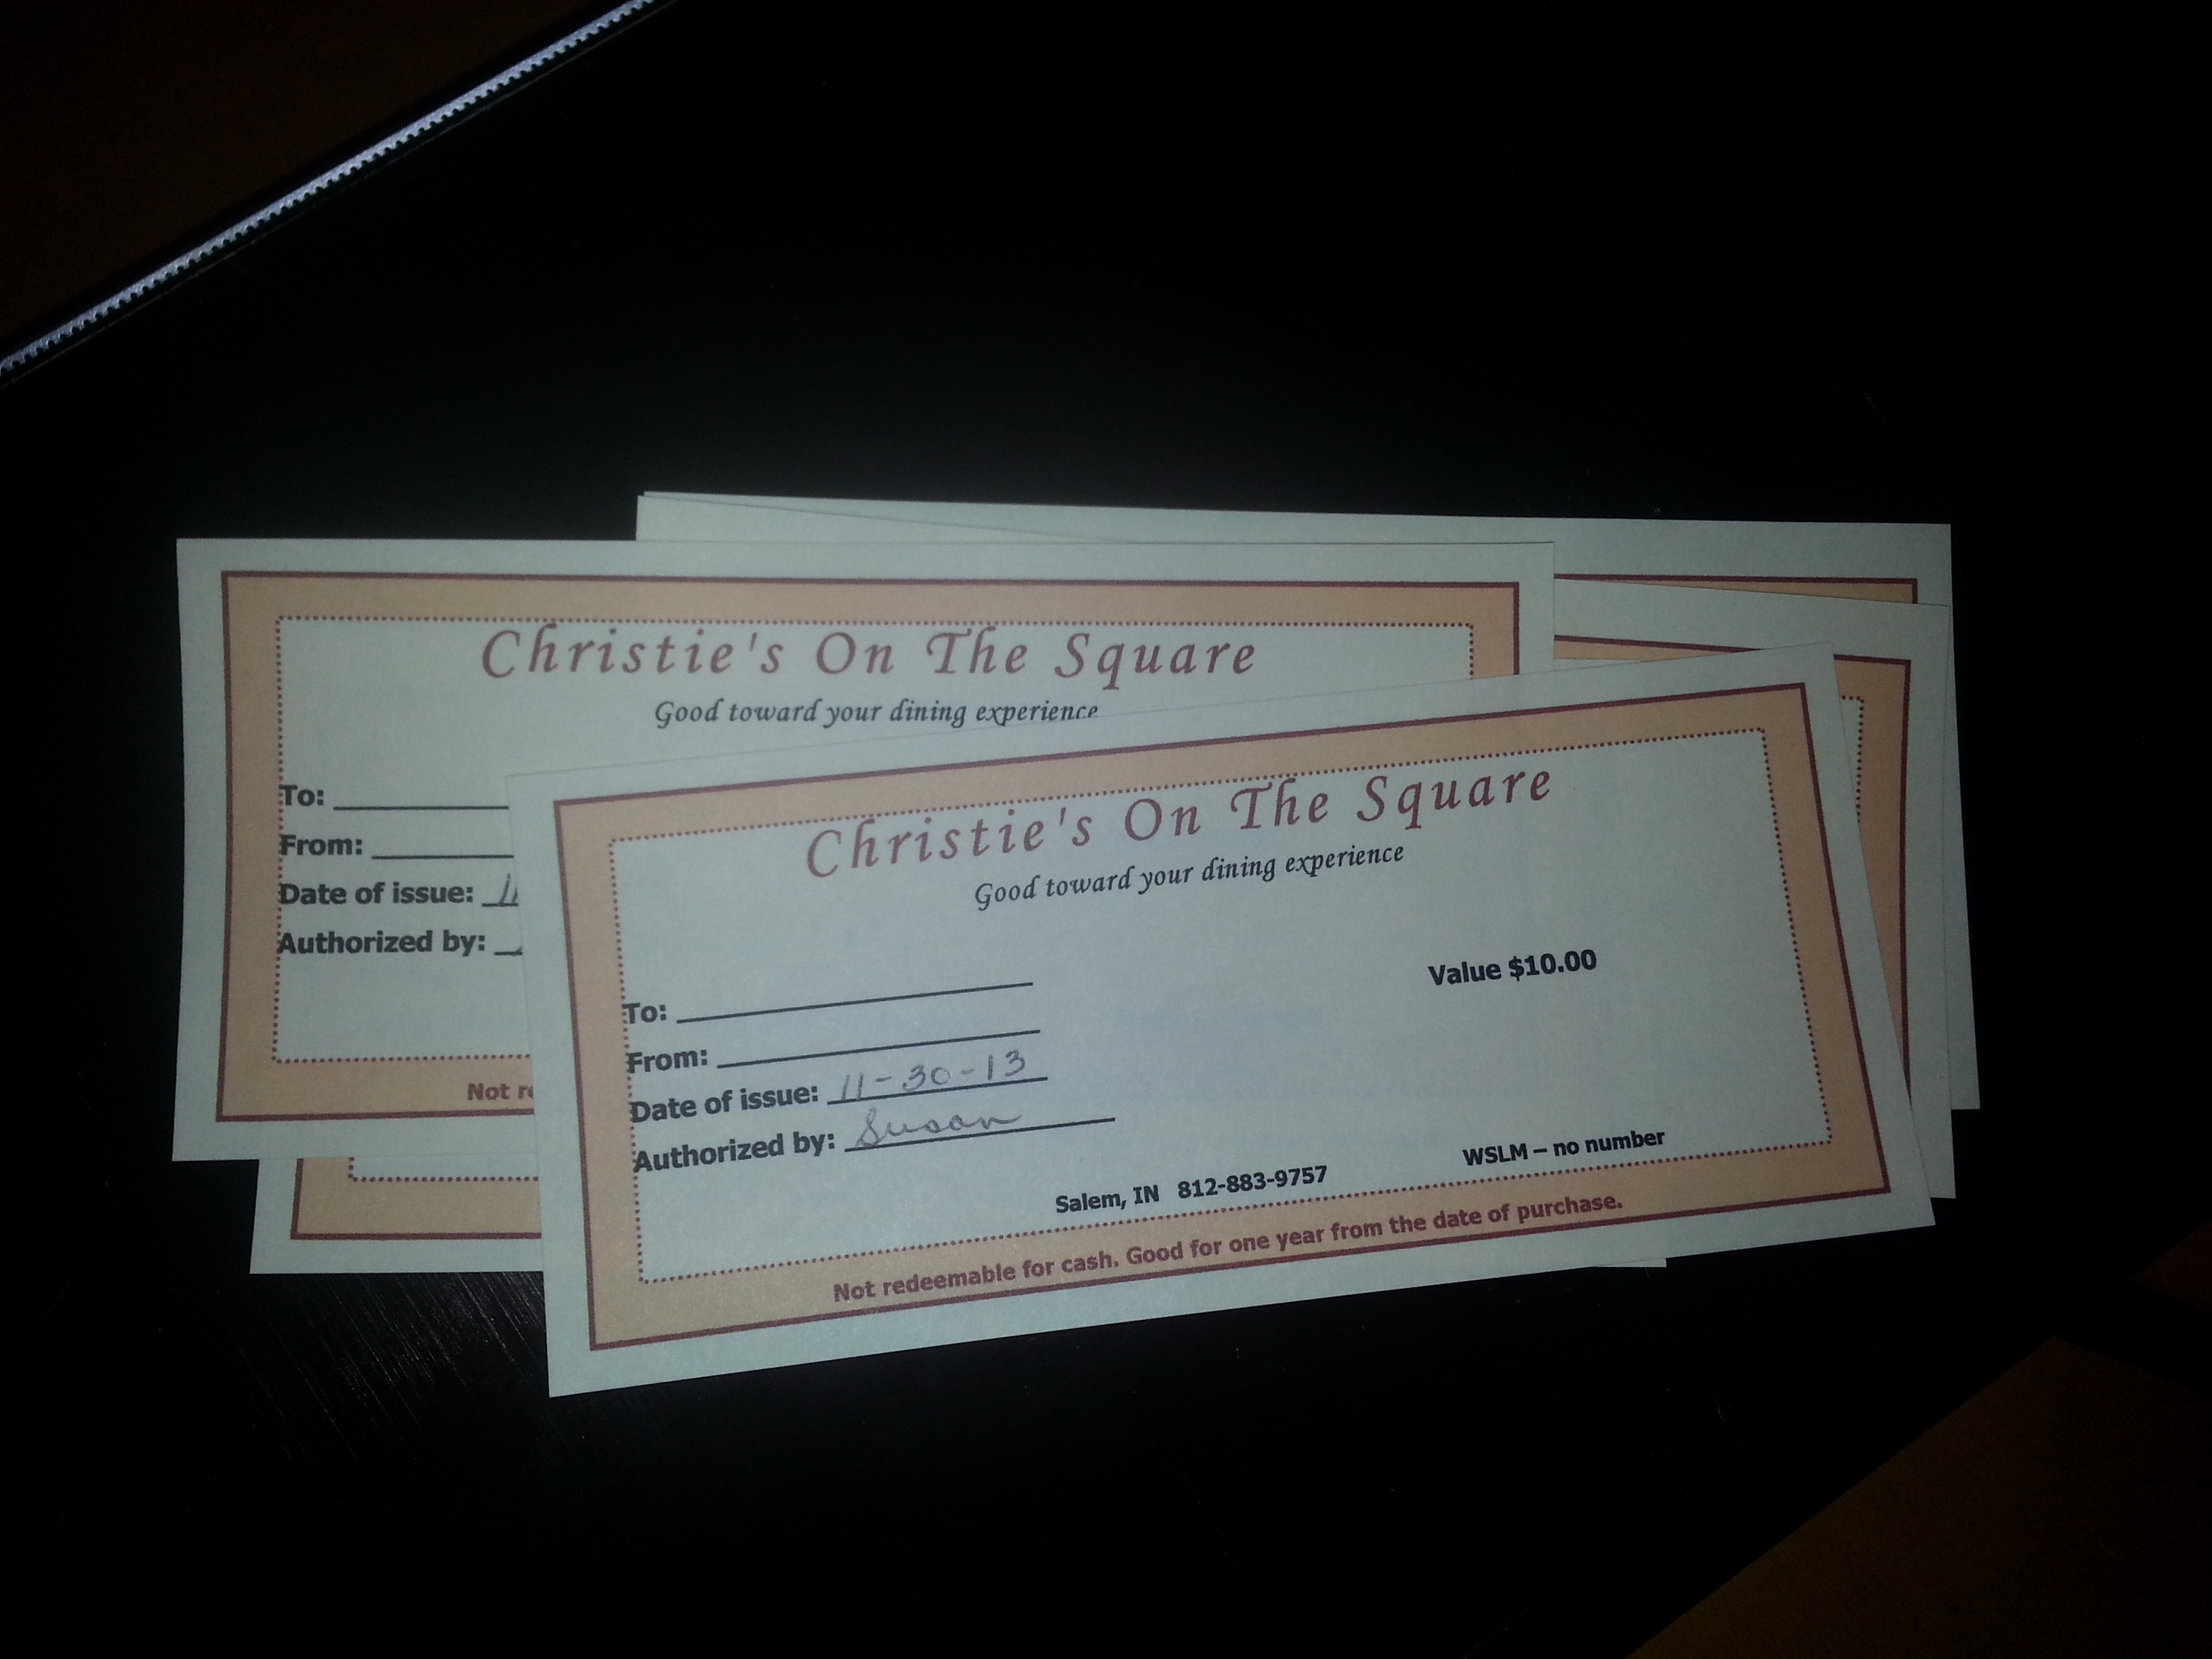 Christie's On The Square
Good toward your dining experience
To:
From:
Date of issue: 11
Authorized by:
Not re
Christie's On The Square
Good toward your dining experience
Value $10.00
To:
From:
Date of issue: 11-30-13
Authorized by: Susan
Salem, IN 812-883-9757
WSLM – no number
Not redeemable for cash. Good for one year from the date of purchase.